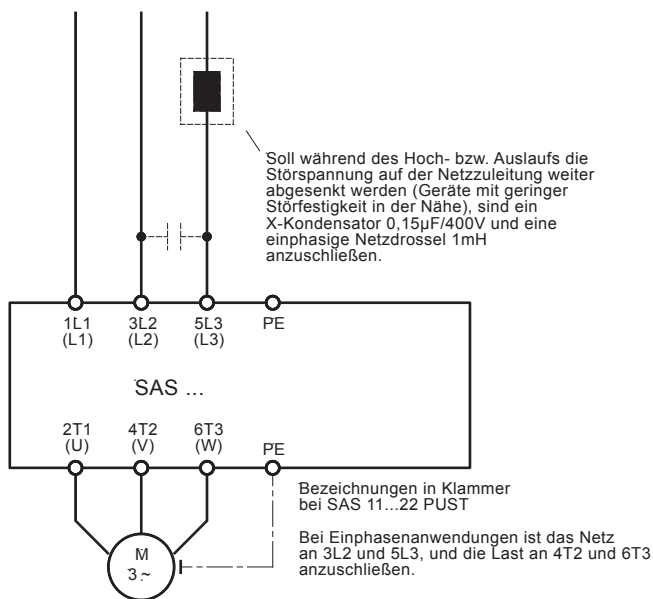 Soll während des Hoch- bzw. Auslaufs die
Störspannung auf der Netzzuleitung weiter
abgesenkt werden (Geräte mit geringer
Störfestigkeit in der Nähe), sind ein
X-Kondensator 0,15µF/400V und eine
einphasige Netzdrossel 1mH
anzuschließen.
1L1 3L2 5L3 PE
(L1) (L2) (L3)
SAS ...
2T1 4T2 6T3
(U) (V) (W) PE
Bezeichnungen in Klammer
bei SAS 11...22 PUST
Bei Einphasenanwendungen ist das Netz
an 3L2 und 5L3, und die Last an 4T2 und 6T3
anzuschließen.
M
3 ~